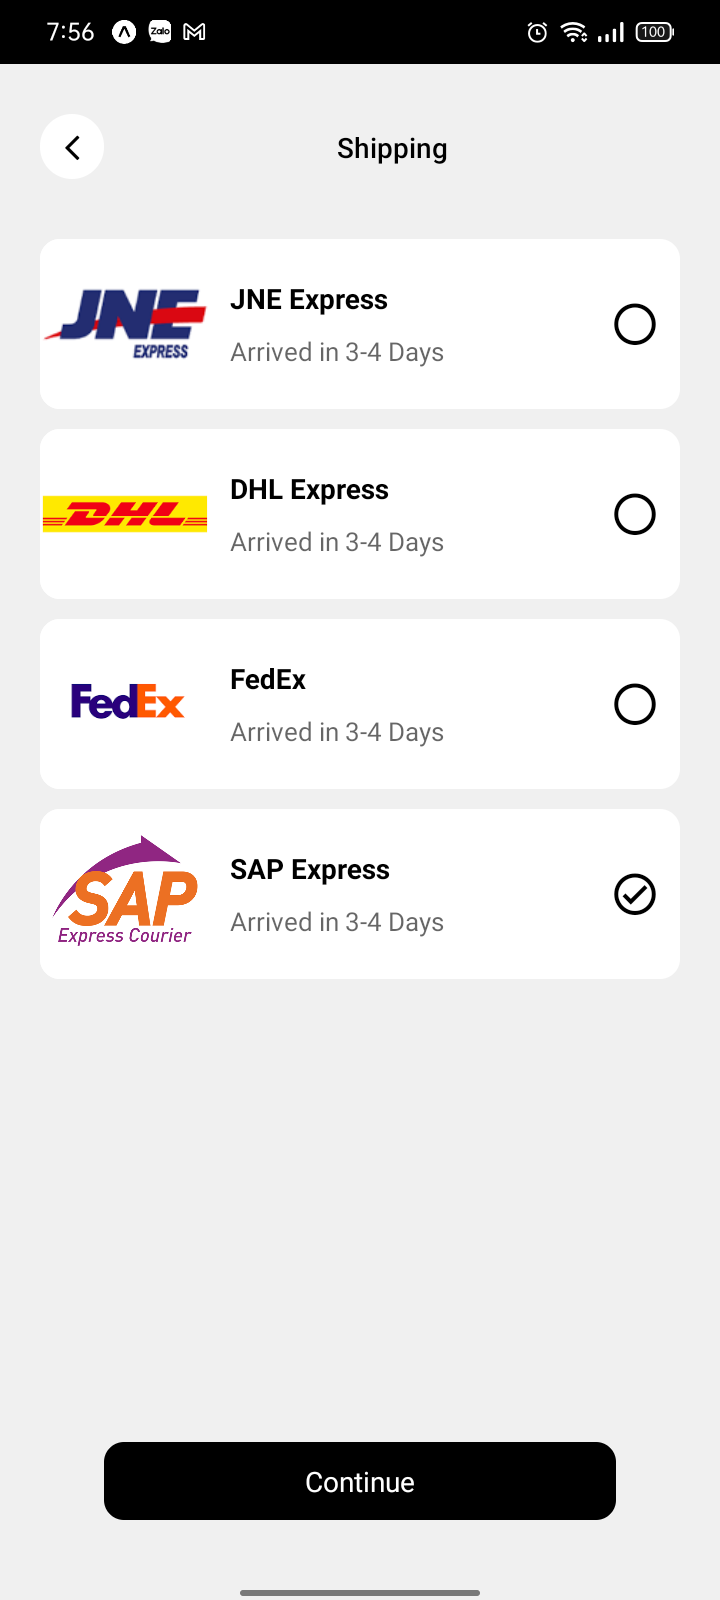 7:56
Zalo
100
Shipping
JNE
EXPRESS
JNE Express
Arrived in 3-4 Days
DHL
DHL Express
Arrived in 3-4 Days
FedEx
FedEx
Arrived in 3-4 Days
SAP
Express Courier
SAP Express
Arrived in 3-4 Days
Continue